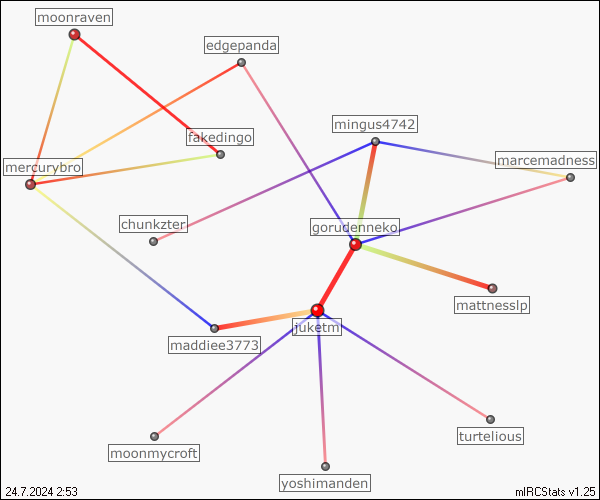 moonraven
edgepanda
mingus4742
fakedingo
marcemadness
mercurybro
chunkzter
gorudenneko
mattnesslp
juketm
maddiee3773
turtelious
moonmycroft
yoshimanden
24.7.2024 2:53
mIRCStats v1.25